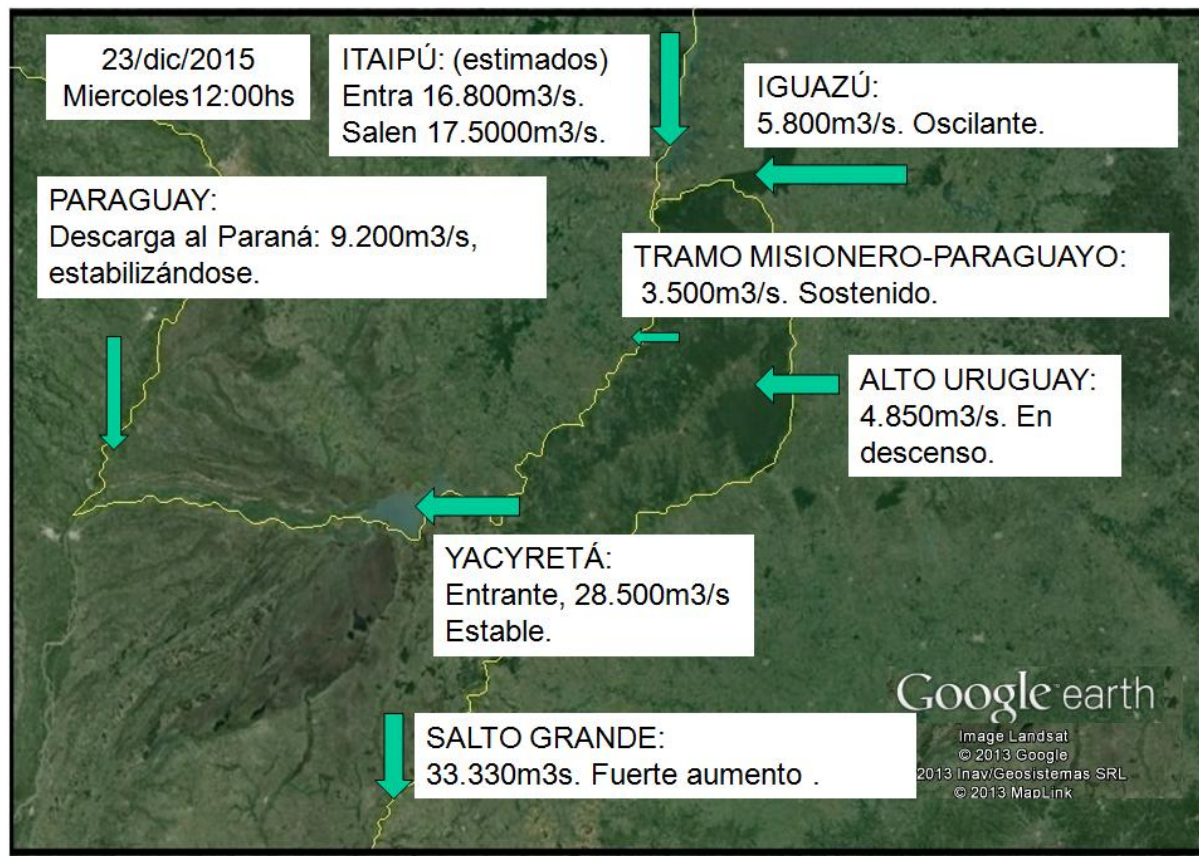 23/dic/2015
Miercoles12:00hs
ITAIPÚ: (estimados)
Entra 16.800m3/s.
Salen 17.5000m3/s.
IGUAZÚ:
5.800m3/s. Oscilante.
PARAGUAY:
Descarga al Paraná: 9.200m3/s,
estabilizándose.
TRAMO MISIONERO-PARAGUAYO:
3.500m3/s. Sostenido.
ALTO URUGUAY:
4.850m3/s. En
descenso.
YACYRETÁ:
Entrante, 28.500m3/s
Estable.
SALTO GRANDE:
33.330m3s. Fuerte aumento .
Google earth
Image Landsat
© 2013 Google
2013 Inav/Geosistemas SRL
© 2013 MapLink